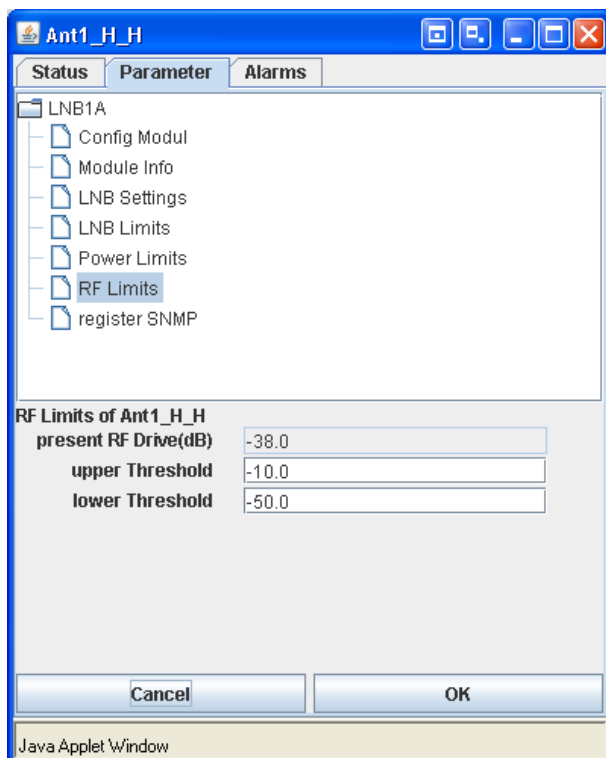 Ant1_H_H
Status Parameter Alarms
LNB1A
Config Modul
Module Info
LNB Settings
LNB Limits
Power Limits
RF Limits
register SNMP
RF Limits of Ant1_H_H
present RF Drive(dB) -38.0
upper Threshold -10.0
lower Threshold -50.0
Cancel OK
Java Applet Window